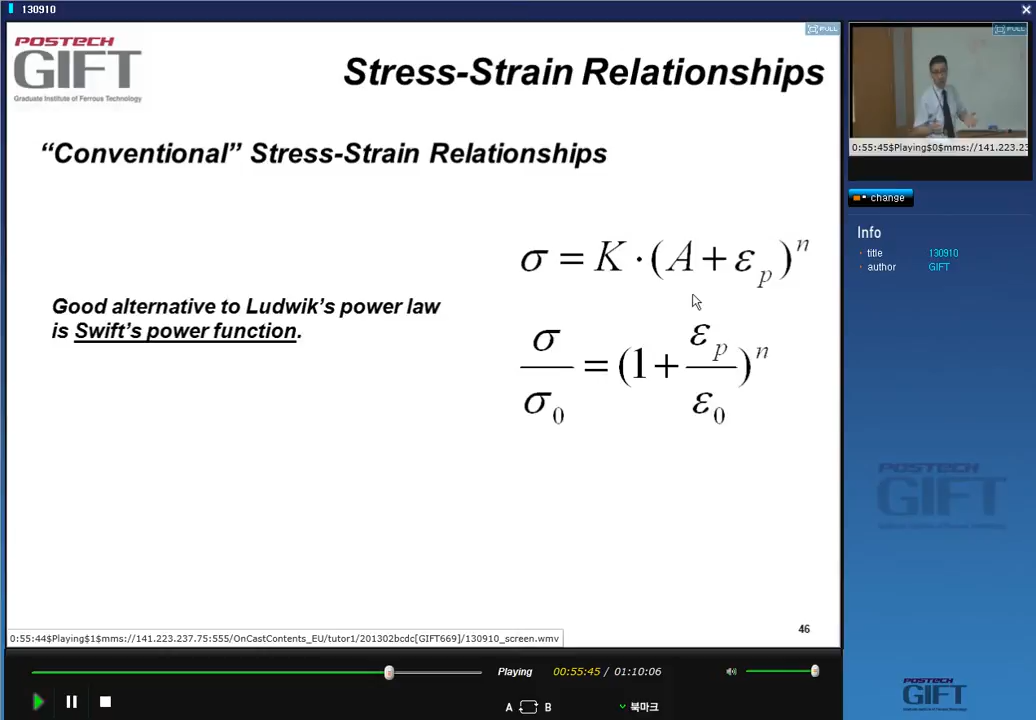 130910
POSTECH
GIFT
Graduate Institute of Ferrous Technology
FULL
Stress-Strain Relationships
FULL
“Conventional” Stress-Strain Relationships
0:55:45$Playing$0$mms://141.223.23
change
Info
title 130910
author GIFT
σ = K · (A + ε_p)^n
Good alternative to Ludwik’s power law
is Swift’s power function.
σ/σ_0 = (1 + ε_p/ε_0)^n
POSTECH
GIFT
46
0:55:44$Playing$1$mms://141.223.237.75:555/OnCastContents_EU/tutor1/201302bcdc[GIFT669]/130910_screen.wmv
Playing 00:55:45 / 01:10:06
A B 북마크
POSTECH
GIFT